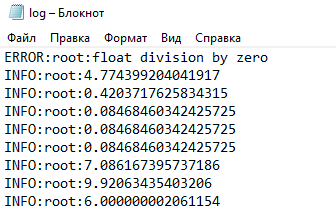 log – Блокнот
Файл Правка Формат Вид Справка
ERROR:root:float division by zero
INFO:root:4.774399204041917
INFO:root:0.4203717625834315
INFO:root:0.08468460342425725
INFO:root:0.08468460342425725
INFO:root:0.08468460342425725
INFO:root:7.086167395737186
INFO:root:9.92063435403206
INFO:root:6.000000002061154